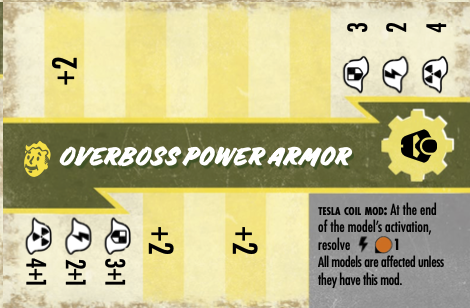 +2
3 2 4
OVERBOSS POWER ARMOR
4+1 2+1 3+1 +2 +2
TESLA COIL MOD: At the end
of the model's activation,
resolve 1
All models are affected unless
they have this mod.